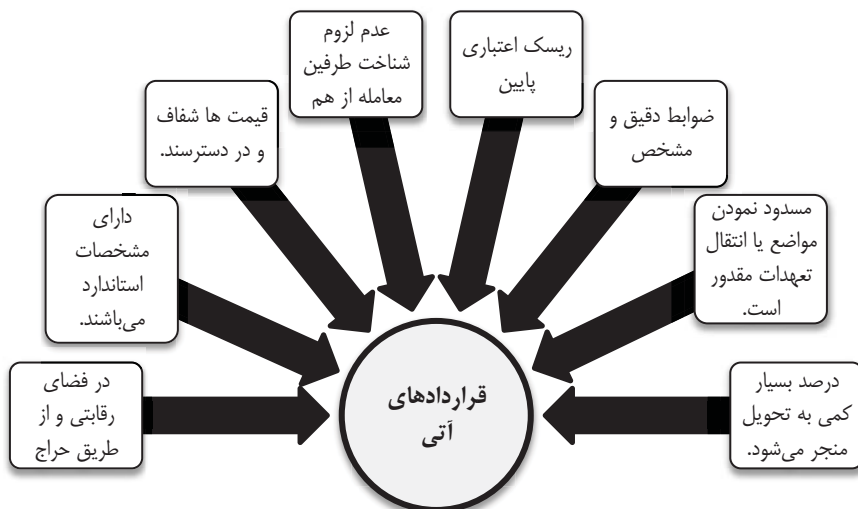 عدم لزوم
شناخت طرفین
معامله از هم
ریسک اعتباری
پایین
قیمت ها شفاف
و در دسترسند.
ضوابط دقیق و
مشخص
دارای
مشخصات
استاندارد
می‌باشند.
مسدود نمودن
مواضع یا انتقال
تعهدات مقدور
است.
در فضای
رقابتی و از
طریق حراج
درصد بسیار
کمی به تحویل
منجر می‌شود.
قراردادهای
آتی